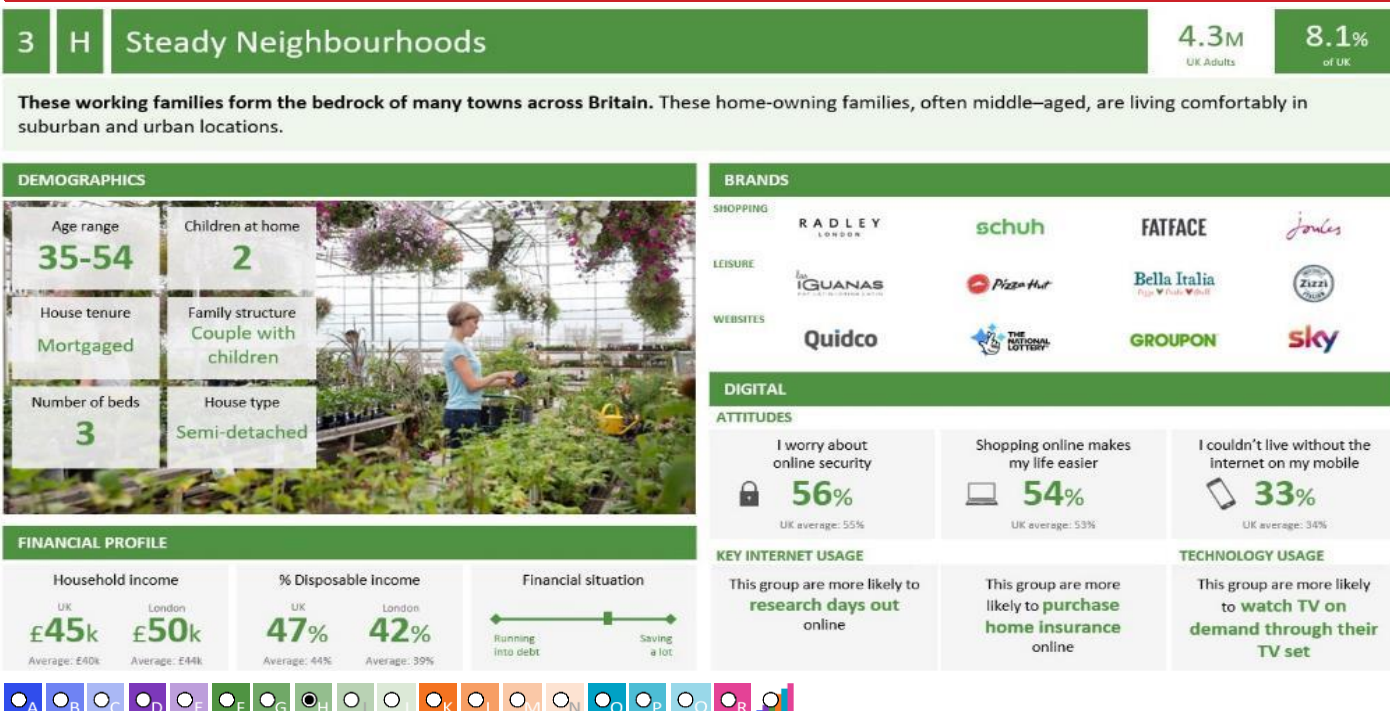 3 H Steady Neighbourhoods
4.3M
UK Adults
8.1%
of UK
These working families form the bedrock of many towns across Britain. These home-owning families, often middle–aged, are living comfortably in
suburban and urban locations.
DEMOGRAPHICS
Age range
35-54
Children at home
2
House tenure
Mortgaged
Family structure
Couple with
children
Number of beds
3
House type
Semi-detached
FINANCIAL PROFILE
Household income
UK
£45k
Average: £40k
London
£50k
Average: £44k
% Disposable income
UK
47%
Average: 44%
London
42%
Average: 39%
Financial situation
Running
into debt
Saving
a lot
BRANDS
SHOPPING
RADLEY
LONDON
schuh
FATFACE
Joules
LEISURE
las
IGUANAS
Pizza Hut
Bella Italia
Zizzi
WEBSITES
Quidco
THE
NATIONAL
LOTTERY
GROUPON
sky
DIGITAL
ATTITUDES
I worry about
online security
56%
UK average: 55%
Shopping online makes
my life easier
54%
UK average: 53%
I couldn't live without the
internet on my mobile
33%
UK average: 34%
KEY INTERNET USAGE
This group are more likely to
research days out
online
This group are more
likely to purchase
home insurance
online
TECHNOLOGY USAGE
This group are more likely
to watch TV on
demand through their
TV set
A B C D E F G H I J K L M N O P Q R